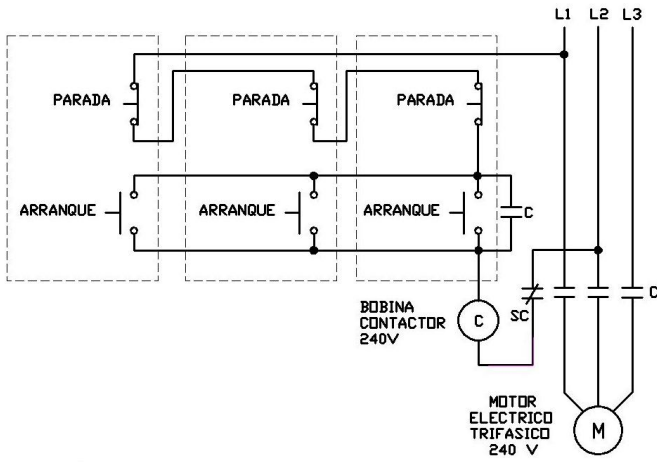 L1 L2 L3
PARADA PARADA PARADA
ARRANQUE ARRANQUE ARRANQUE C
BOBINA
CONTACTOR
240V
C SC C
MOTOR
ELECTRICO
TRIFASICO
240 V
M